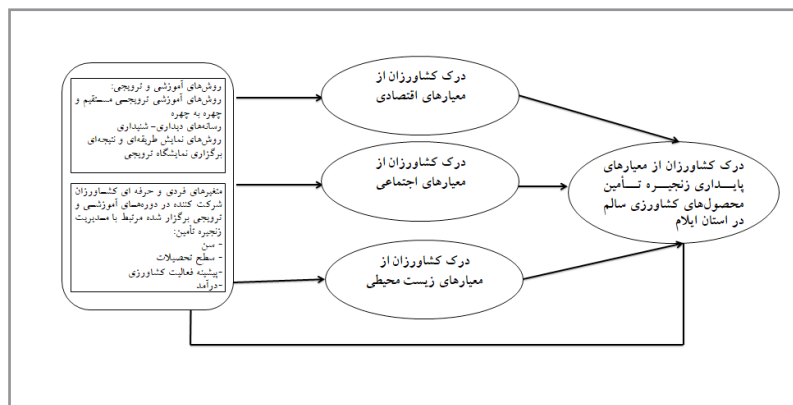 روش‌های آموزشی و ترویجی:
روش‌های آموزشی ترویجی مستقیم و
چهره به چهره
رسانه‌های دیداری- شنیداری
روش‌های نمایش طریقه‌ای و نتیجه‌ای
برگزاری نمایشگاه ترویجی
متغیرهای فردی و حرفه ای کشاورزان
شرکت کننده در دوره‌های آموزشی و
ترویجی برگزار شده مرتبط با مدیریت
زنجیره تأمین:
- سن
- سطح تحصیلات
-پیشینه فعالیت کشاورزی
-درآمد
درک کشاورزان از
معیارهای اقتصادی
درک کشاورزان از
معیارهای اجتماعی
درک کشاورزان از
معیارهای زیست محیطی
درک کشاورزان از معیارهای
پایداری زنجیره تأمین
محصول‌های کشاورزی سالم
در استان ایلام